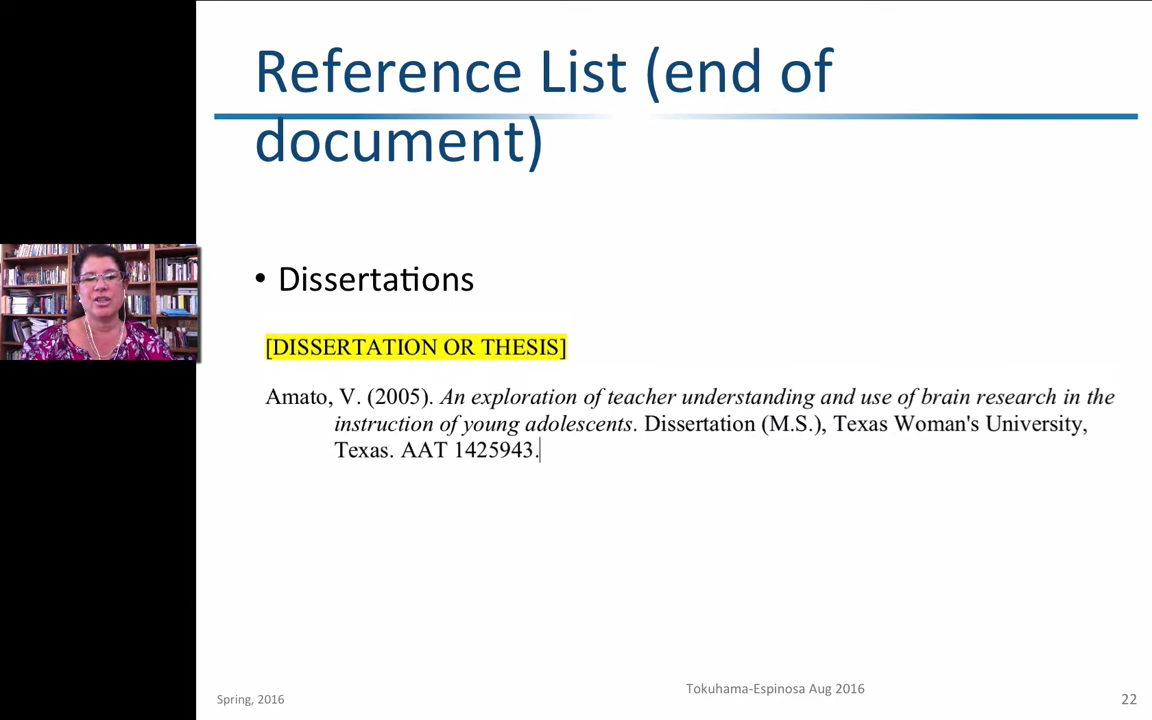 Reference List (end of
document)
• Dissertations
[DISSERTATION OR THESIS]
Amato, V. (2005). An exploration of teacher understanding and use of brain research in the
instruction of young adolescents. Dissertation (M.S.), Texas Woman's University,
Texas. AAT 1425943.
Spring, 2016
Tokuhama-Espinosa Aug 2016
22